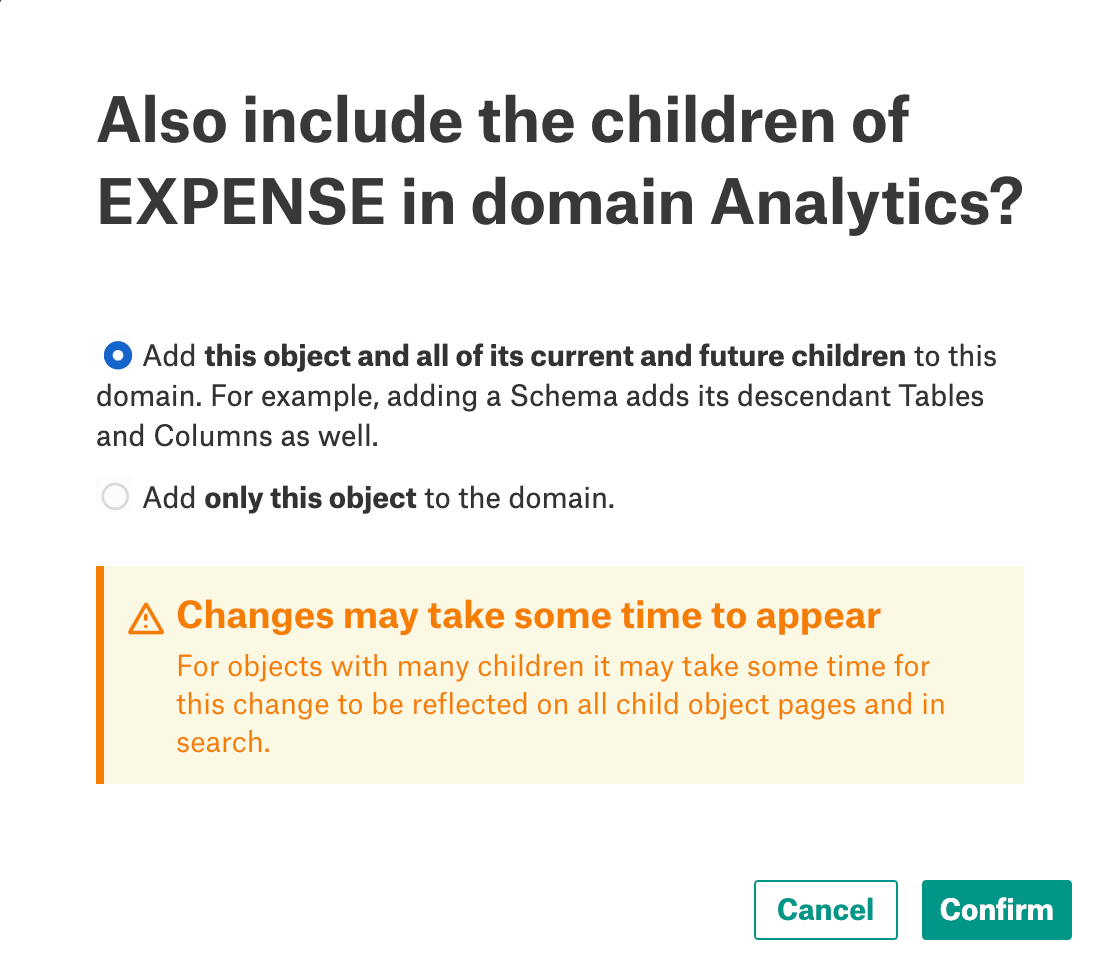 Also include the children of
EXPENSE in domain Analytics?
Add this object and all of its current and future children to this
domain. For example, adding a Schema adds its descendant Tables
and Columns as well.
Add only this object to the domain.
Changes may take some time to appear
For objects with many children it may take some time for
this change to be reflected on all child object pages and in
search.
Cancel
Confirm